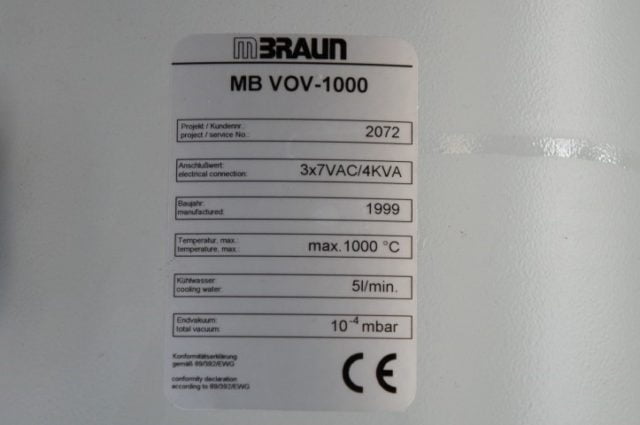 mBRAUN
MB VOV-1000
Projekt / Kundennr.:
project / service No.: 2072
Anschlußwert:
electrical connection: 3x7VAC/4KVA
Baujahr:
manufactured: 1999
Temperatur, max.:
temperature, max.: max.1000 °C
Kühlwasser:
cooling water: 5l/min.
Endvakuum:
total vacuum: 10⁻⁴ mbar
Konformitätserklärung
gemäß 89/392/EWG
conformity declaration
according to 89/392/EWG
CE